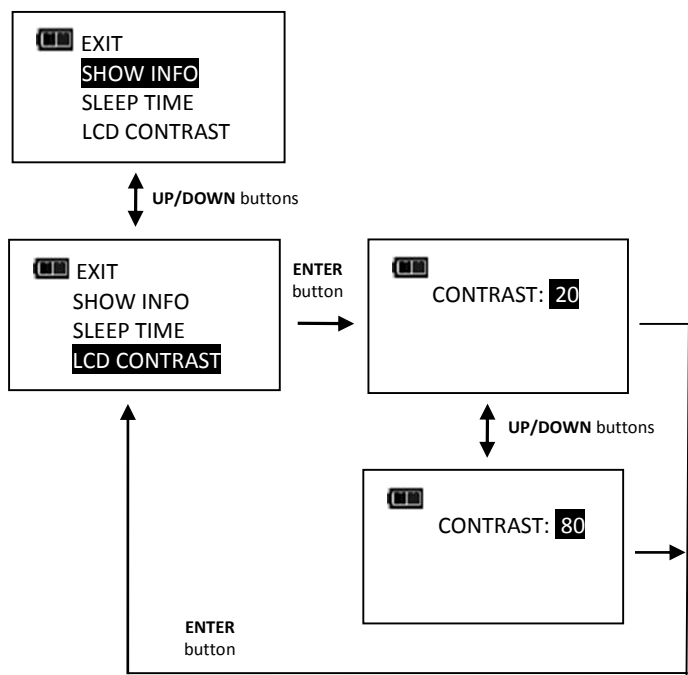 EXIT
SHOW INFO
SLEEP TIME
LCD CONTRAST
UP/DOWN buttons
EXIT
SHOW INFO
SLEEP TIME
LCD CONTRAST
ENTER
button
CONTRAST: 20
UP/DOWN buttons
CONTRAST: 80
ENTER
button